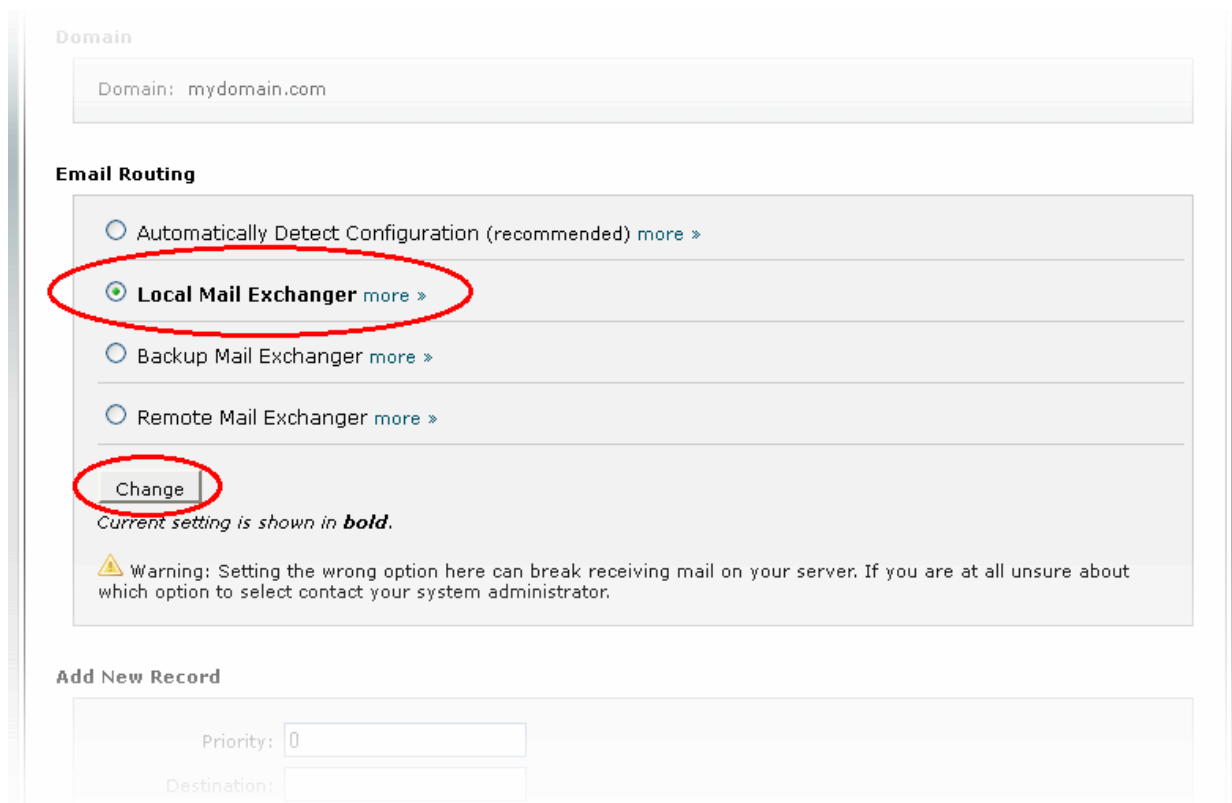 Domain
Domain: mydomain.com
Email Routing
Automatically Detect Configuration (recommended) more »
Local Mail Exchanger more »
Backup Mail Exchanger more »
Remote Mail Exchanger more »
Change
Current setting is shown in bold.
Warning: Setting the wrong option here can break receiving mail on your server. If you are at all unsure about
which option to select contact your system administrator.
Add New Record
Priority: 0
Destination: